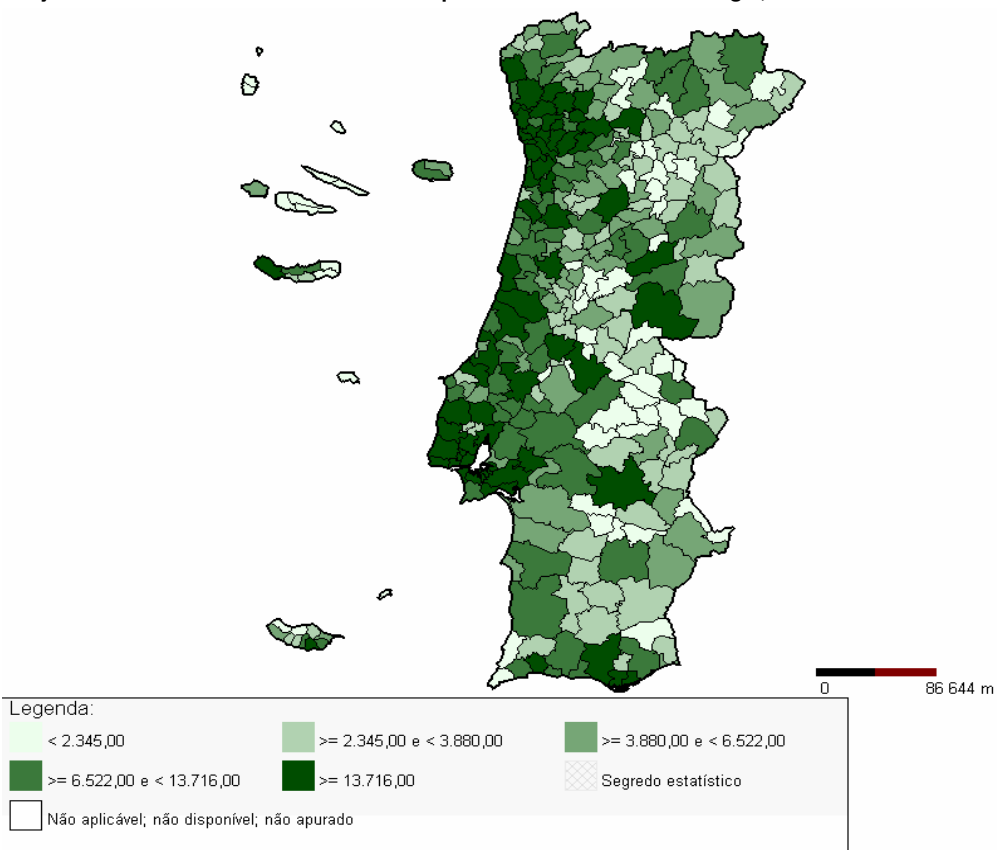 0 86 644 m
Legenda:
< 2.345,00 >= 2.345,00 e < 3.880,00 >= 3.880,00 e < 6.522,00
>= 6.522,00 e < 13.716,00 >= 13.716,00 Segredo estatístico
Não aplicável; não disponível; não apurado